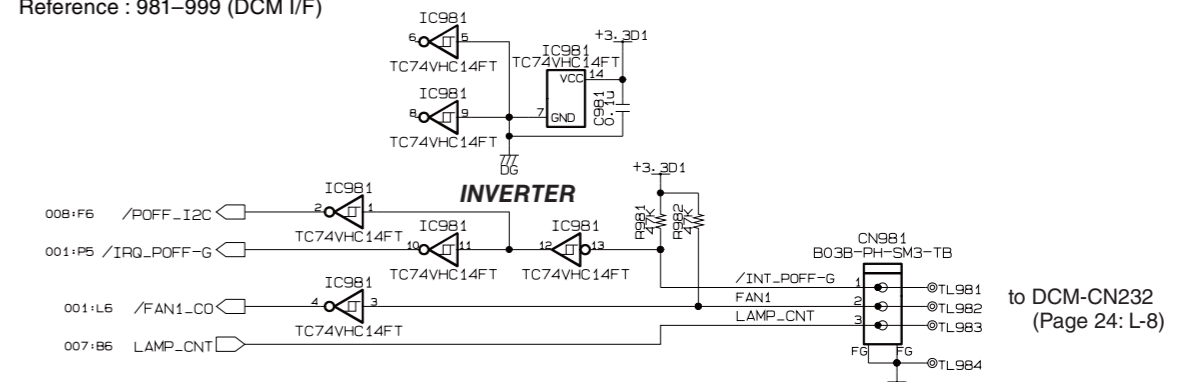 Reference : 981–999 (DCM I/F)
IC981
6
5
TC74VHC14FT
IC981
8
9
TC74VHC14FT
+3.3D1
IC981
TC74VHC14FT
VCC
14
7
GND
C981
0.1u
DG
INVERTER
+3.3D1
R981
47K
R982
47K
008:F6 /POFF_I2C
IC981
2
1
TC74VHC14FT
001:P5 /IRQ_POFF-G
IC981
10
11
TC74VHC14FT
IC981
12
13
TC74VHC14FT
001:L6 /FAN1_CO
IC981
4
3
TC74VHC14FT
007:B6 LAMP_CNT
CN981
B03B-PH-SM3-TB
/INT_POFF-G
1
TL981
FAN1
2
TL982
LAMP_CNT
3
TL983
FG
FG
TL984
to DCM-CN232
(Page 24: L-8)